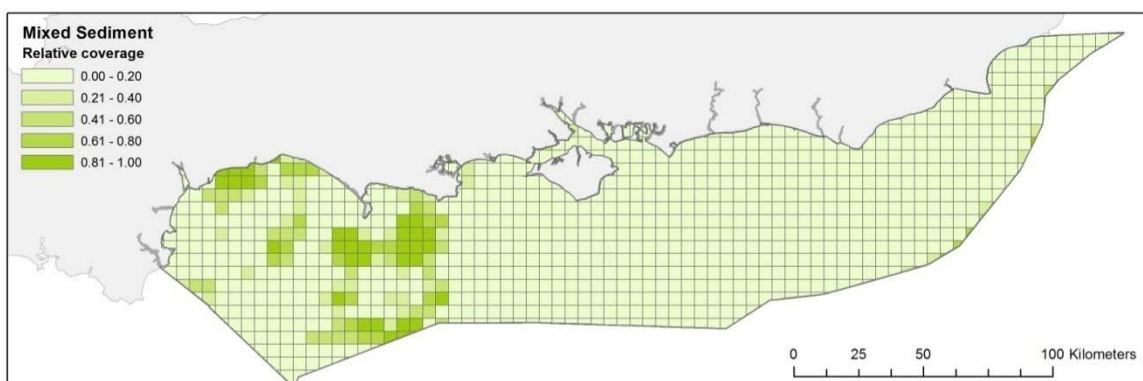 Mixed Sediment
Relative coverage
0.00 - 0.20
0.21 - 0.40
0.41 - 0.60
0.61 - 0.80
0.81 - 1.00
0 25 50 100 Kilometers